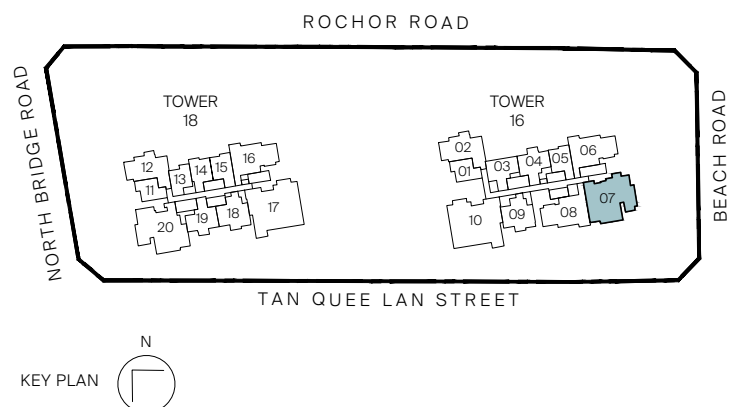 ROCHOR ROAD
NORTH BRIDGE ROAD
BEACH ROAD
TOWER
18
12
11
13
14
15
16
20
19
18
17
TOWER
16
02
01
03
04
05
06
10
09
08
07
TAN QUEE LAN STREET
N
KEY PLAN